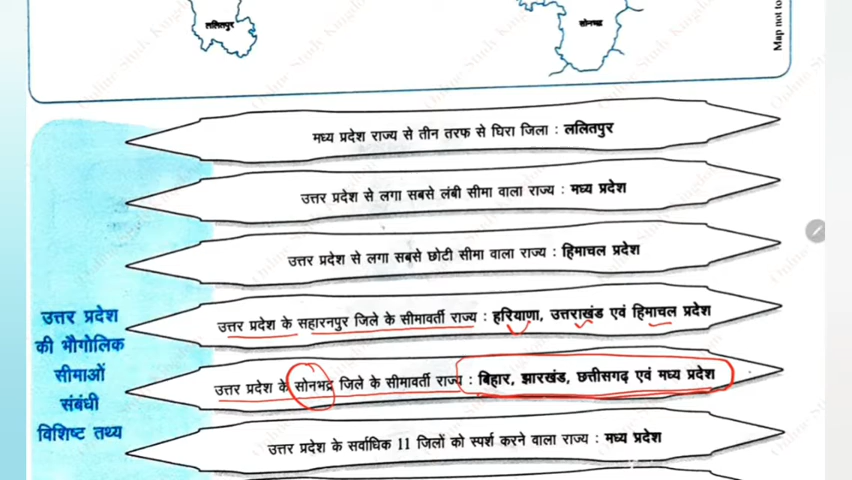 ललितपुर
सोनभद्र
Map not to
मध्य प्रदेश राज्य से तीन तरफ से घिरा जिला : ललितपुर
उत्तर प्रदेश से लगा सबसे लंबी सीमा वाला राज्य : मध्य प्रदेश
उत्तर प्रदेश से लगा सबसे छोटी सीमा वाला राज्य : हिमाचल प्रदेश
उत्तर प्रदेश के सहारनपुर जिले के सीमावर्ती राज्य : हरियाणा, उत्तराखंड एवं हिमाचल प्रदेश
उत्तर प्रदेश के सोनभद्र जिले के सीमावर्ती राज्य : बिहार, झारखंड, छत्तीसगढ़ एवं मध्य प्रदेश
उत्तर प्रदेश के सर्वाधिक 11 जिलों को स्पर्श करने वाला राज्य : मध्य प्रदेश
उत्तर प्रदेश
की भौगोलिक
सीमाओं
संबंधी
विशिष्ट तथ्य